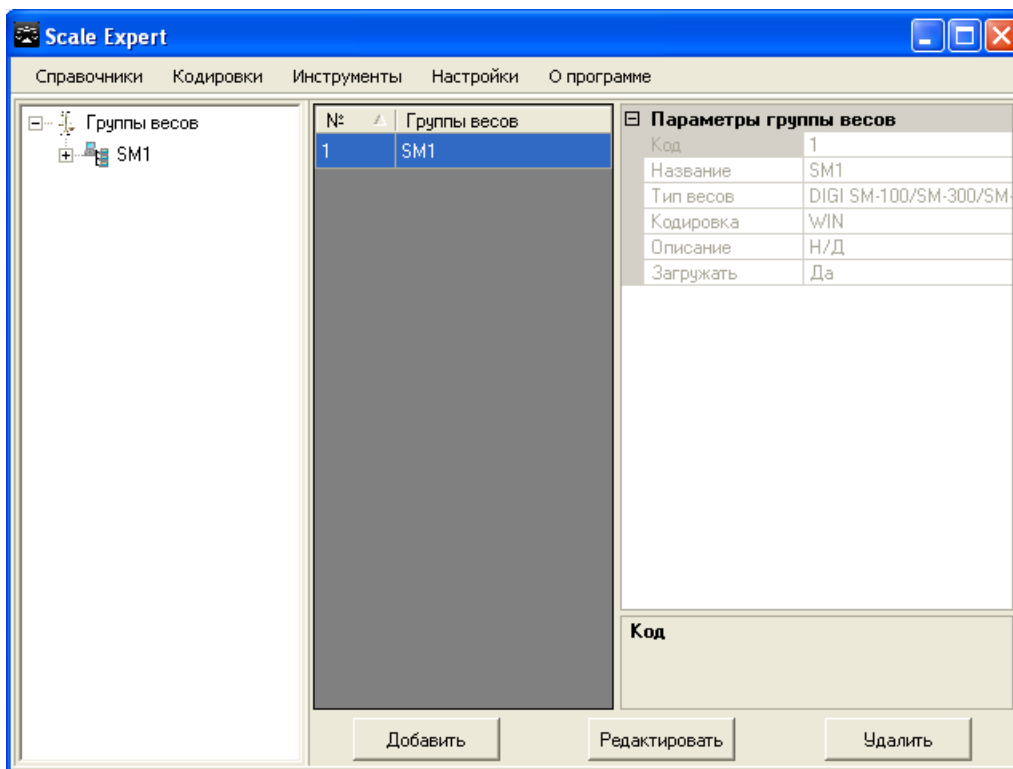 Scale Expert
Справочники Кодировки Инструменты Настройки О программе
Группы весов
SM1
№ Группы весов
1 SM1
Параметры группы весов
Код 1
Название SM1
Тип весов DIGI SM-100/SM-300/SM-
Кодировка WIN
Описание Н/Д
Загружать Да
Код
Добавить Редактировать Удалить